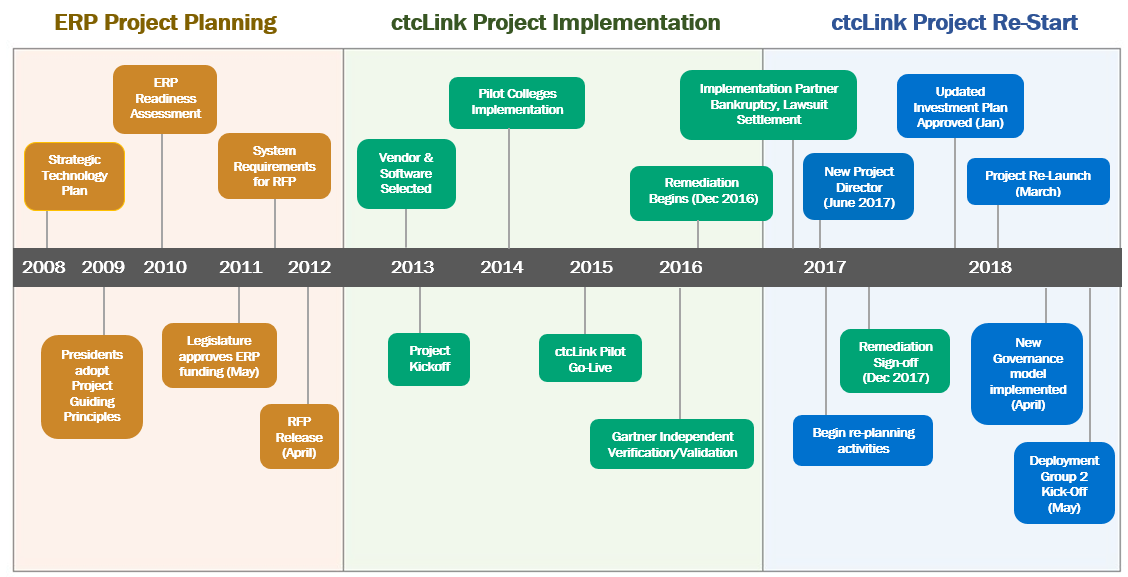 ERP Project Planning
ctcLink Project Implementation
ctcLink Project Re-Start
ERP
Readiness
Assessment
Strategic
Technology
Plan
System
Requirements
for RFP
Pilot Colleges
Implementation
Vendor &
Software
Selected
Implementation Partner
Bankruptcy, Lawsuit
Settlement
Remediation
Begins (Dec 2016)
Updated
Investment Plan
Approved (Jan)
New Project
Director
(June 2017)
Project Re-Launch
(March)
2008 2009 2010 2011 2012 2013 2014 2015 2016 2017 2018
Presidents
adopt
Project
Guiding
Principles
Legislature
approves ERP
funding (May)
RFP
Release
(April)
Project
Kickoff
ctcLink Pilot
Go-Live
Gartner Independent
Verification/Validation
Remediation
Sign-off
(Dec 2017)
Begin re-planning
activities
New
Governance
model
implemented
(April)
Deployment
Group 2
Kick-Off
(May)